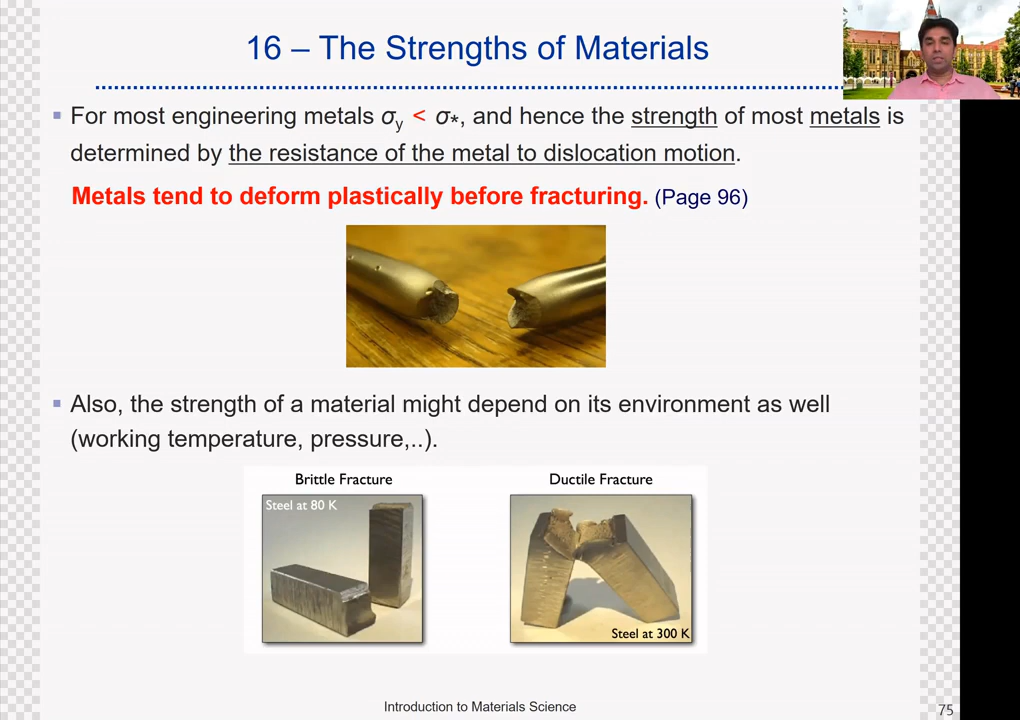 16 – The Strengths of Materials
For most engineering metals σy < σ*, and hence the strength of most metals is
determined by the resistance of the metal to dislocation motion.
Metals tend to deform plastically before fracturing. (Page 96)
Also, the strength of a material might depend on its environment as well
(working temperature, pressure,..).
Brittle Fracture
Steel at 80 K
Ductile Fracture
Steel at 300 K
Introduction to Materials Science
75